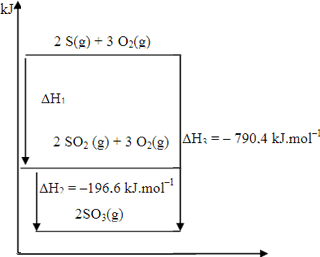 kJ
2 S(g) + 3 O₂(g)
ΔH₁
2 SO₂ (g) + 3 O₂(g)
ΔH₃ = – 790.4 kJ.mol⁻¹
ΔH₂ = –196.6 kJ.mol⁻¹
2SO₃(g)